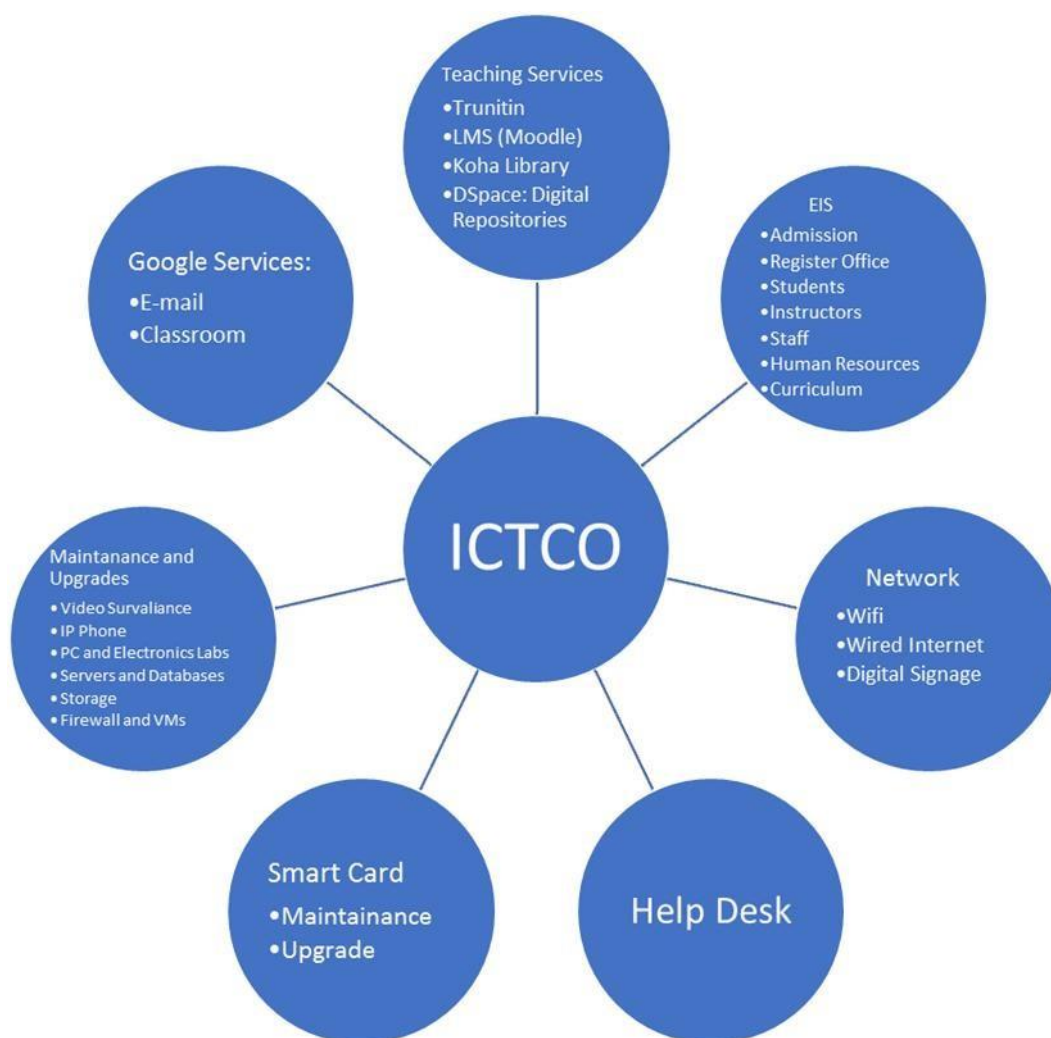 Teaching Services
•Trunitin
•LMS (Moodle)
•Koha Library
•DSpace: Digital
Repositories
EIS
•Admission
•Register Office
•Students
•Instructors
•Staff
•Human Resources
•Curriculum
Google Services:
•E-mail
•Classroom
ICTCO
Maintanance and
Upgrades
•Video Survaliance
•IP Phone
•PC and Electronics Labs
•Servers and Databases
•Storage
•Firewall and VMs
Network
•Wifi
•Wired Internet
•Digital Signage
Smart Card
•Maintainance
•Upgrade
Help Desk